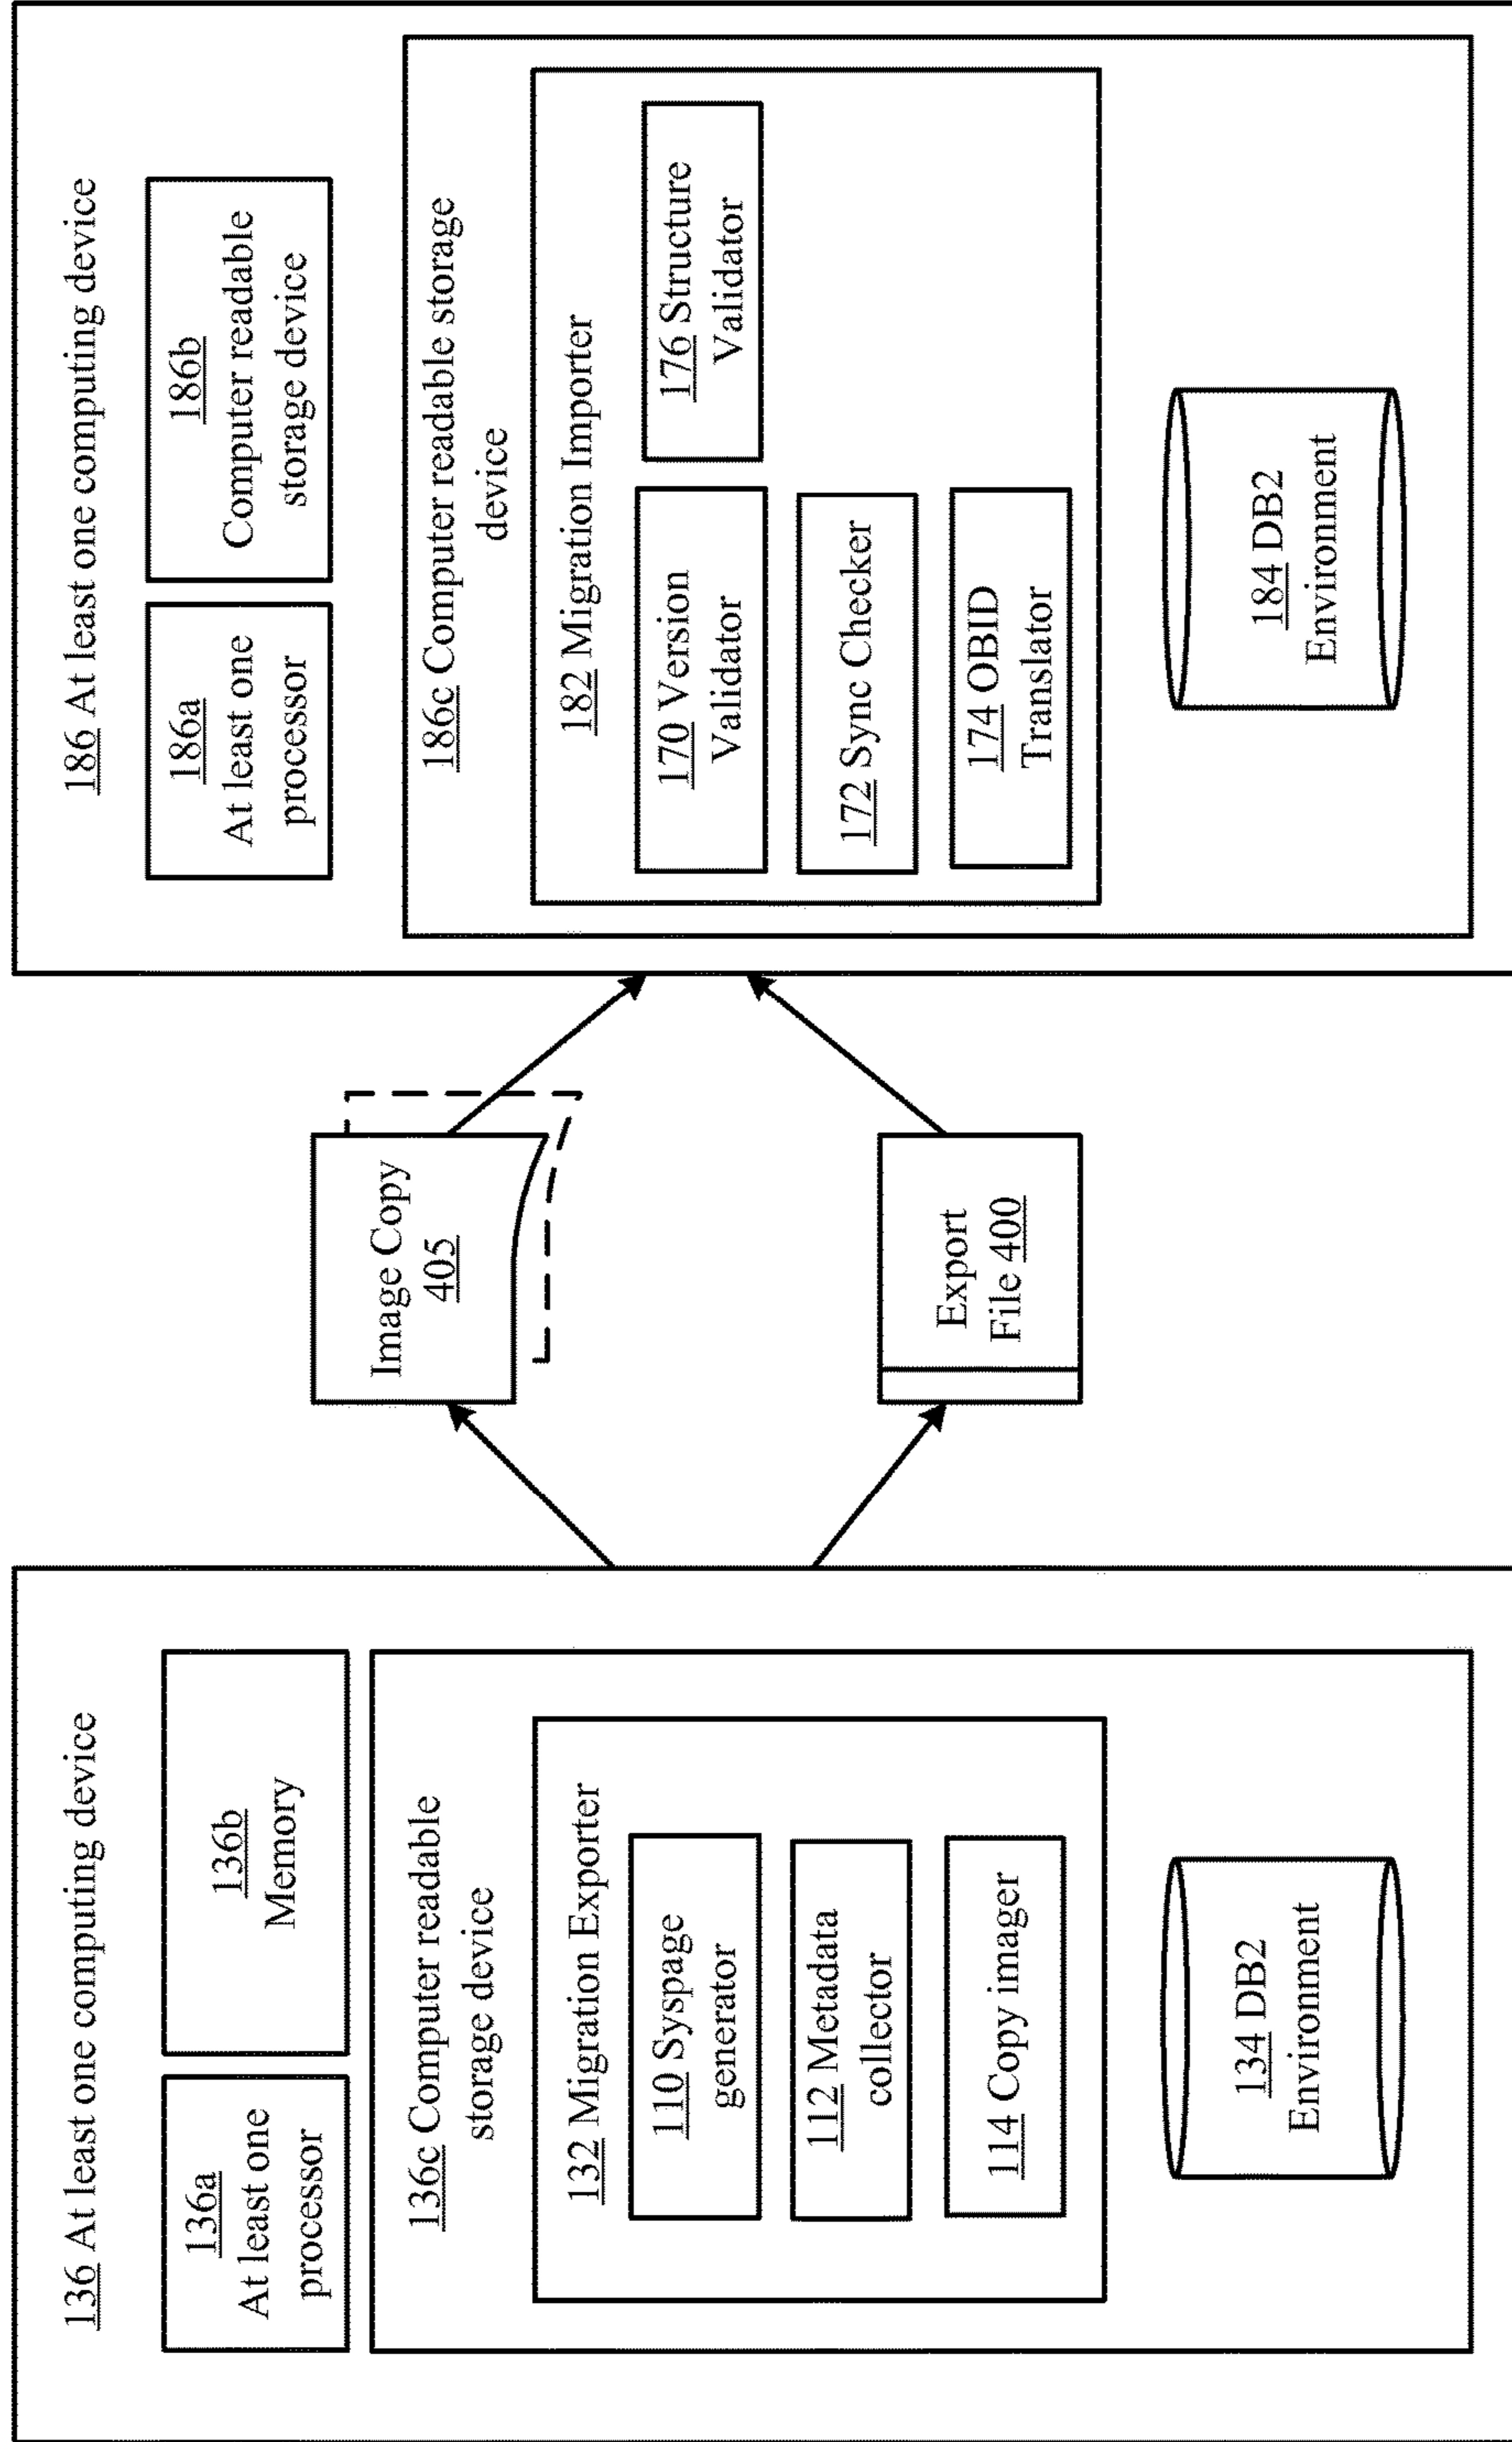 136 At least one computing device
136a
At least one
processor
136b
Memory
136c Computer readable
storage device
132 Migration Exporter
110 Syspage
generator
112 Metadata
collector
114 Copy imager
134 DB2
Environment
Image Copy
405
Export
File 400
186 At least one computing device
186a
At least one
processor
186b
Computer readable
storage device
186c Computer readable storage
device
182 Migration Importer
170 Version
Validator
176 Structure
Validator
172 Sync Checker
174 OBID
Translator
184 DB2
Environment